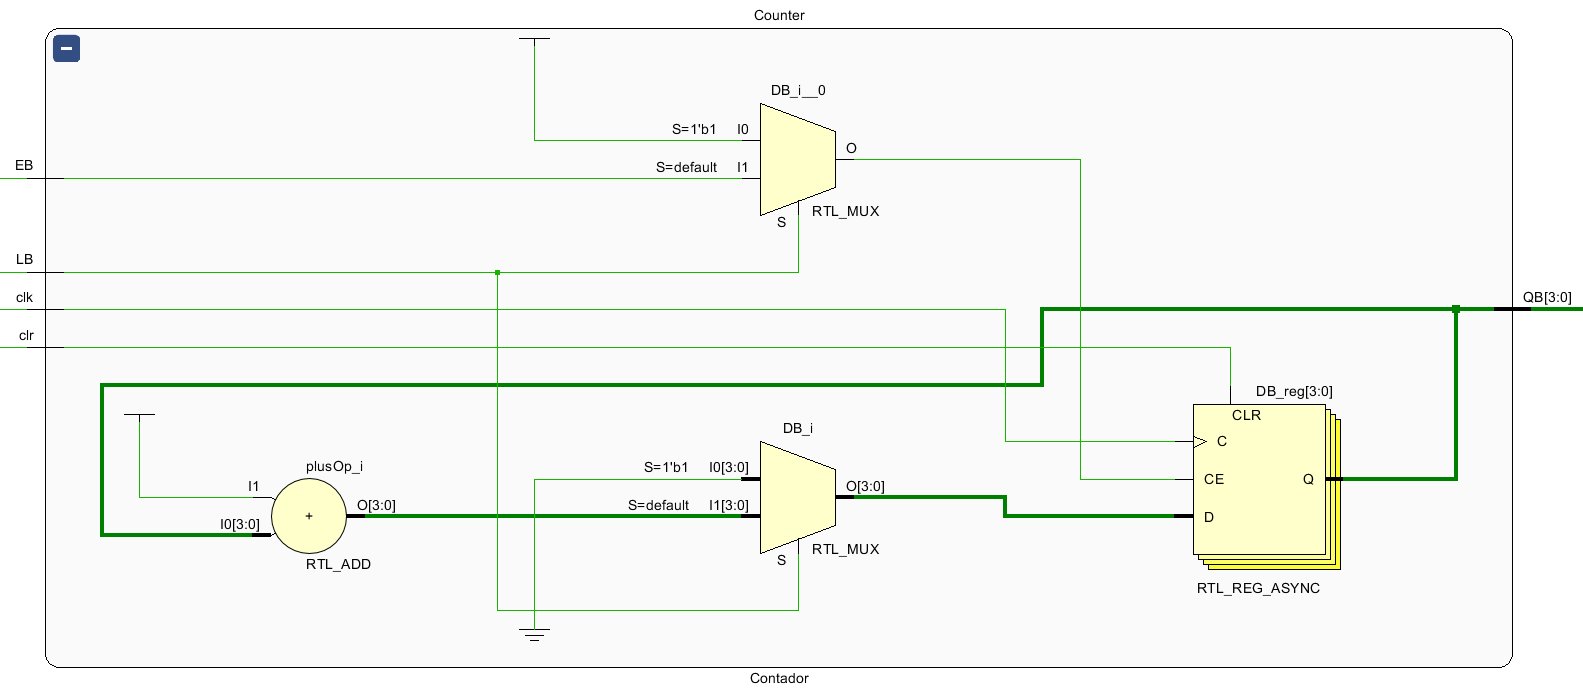 Counter
DB_i__0
S=1'b1 I0
O
EB
S=default I1
RTL_MUX
S
LB
clk
QB[3:0]
clr
DB_reg[3:0]
CLR
DB_i
C
plusOp_i
S=1'b1 I0[3:0]
CE
Q
I1
O[3:0]
O[3:0]
S=default I1[3:0]
D
+
I0[3:0]
RTL_MUX
S
RTL_ADD
RTL_REG_ASYNC
Contador